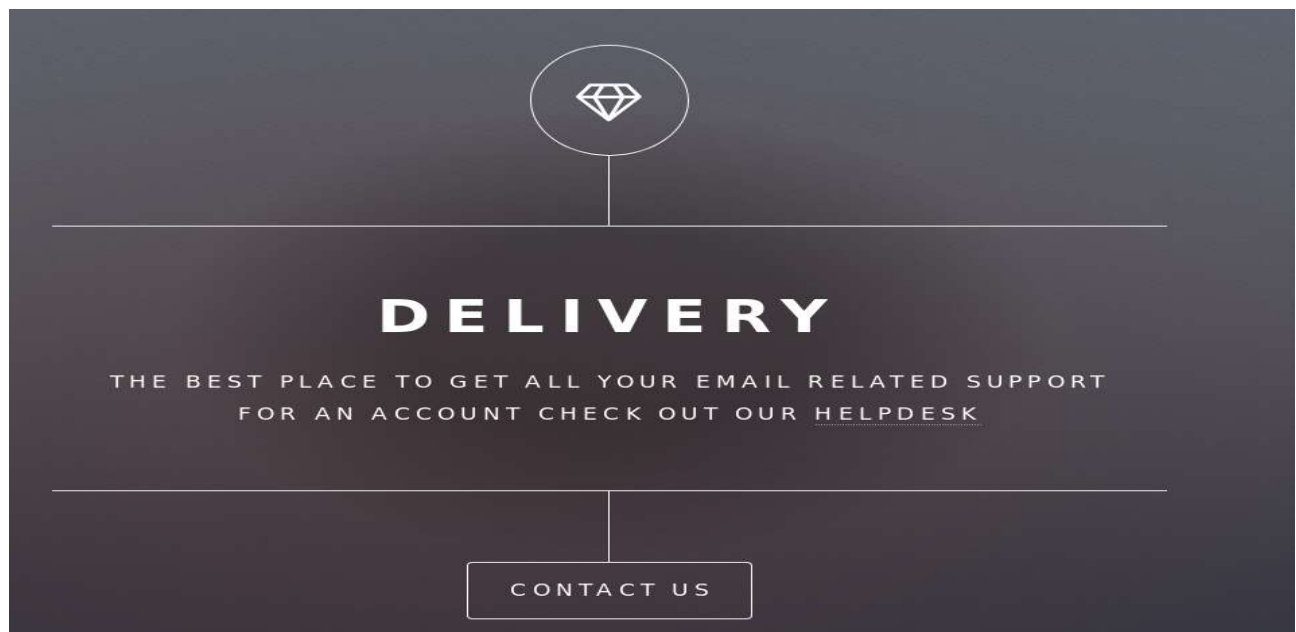 DELIVERY
THE BEST PLACE TO GET ALL YOUR EMAIL RELATED SUPPORT
FOR AN ACCOUNT CHECK OUT OUR HELPDESK
CONTACT US